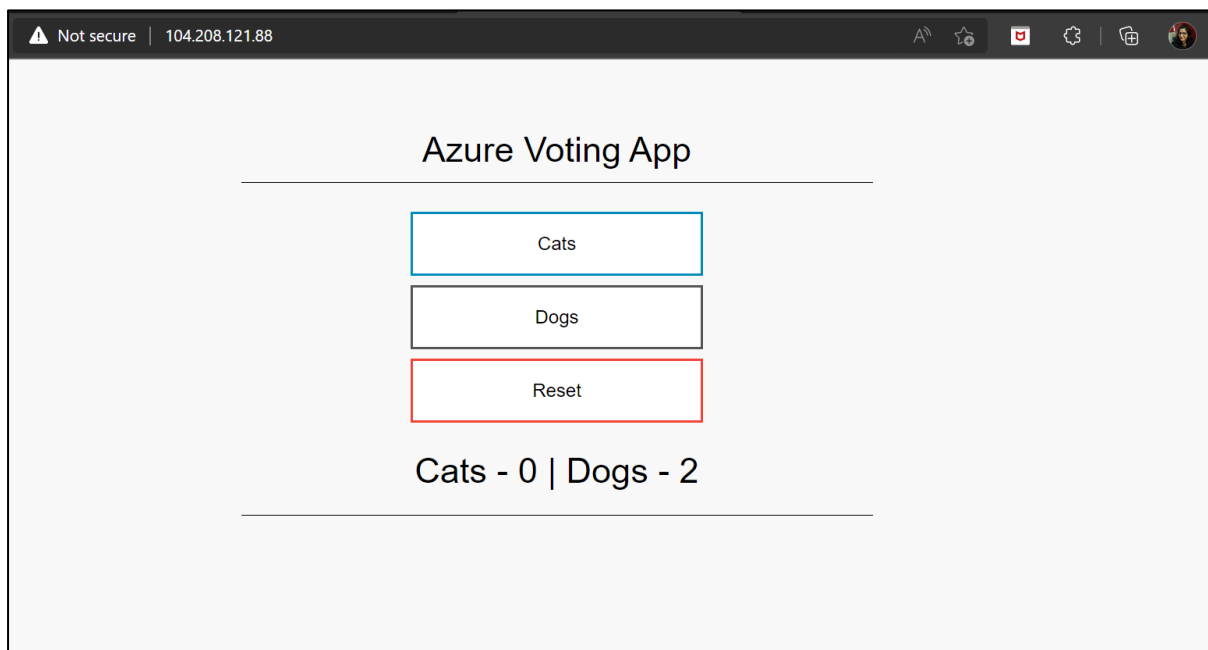 Not secure | 104.208.121.88
Azure Voting App
Cats
Dogs
Reset
Cats - 0 | Dogs - 2